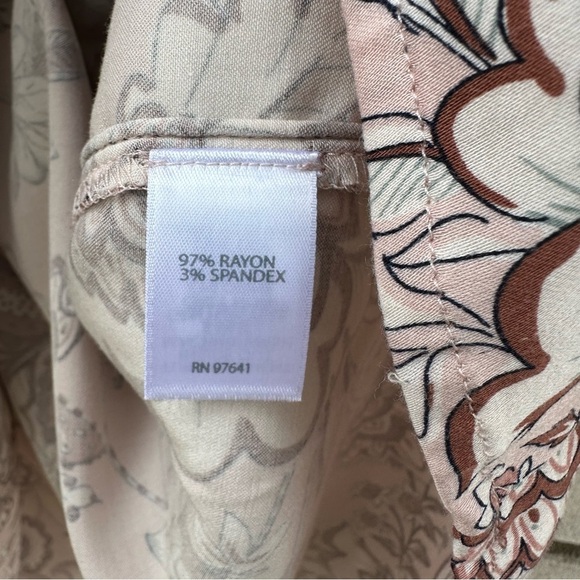 97% RAYON
3% SPANDEX
RN 97641